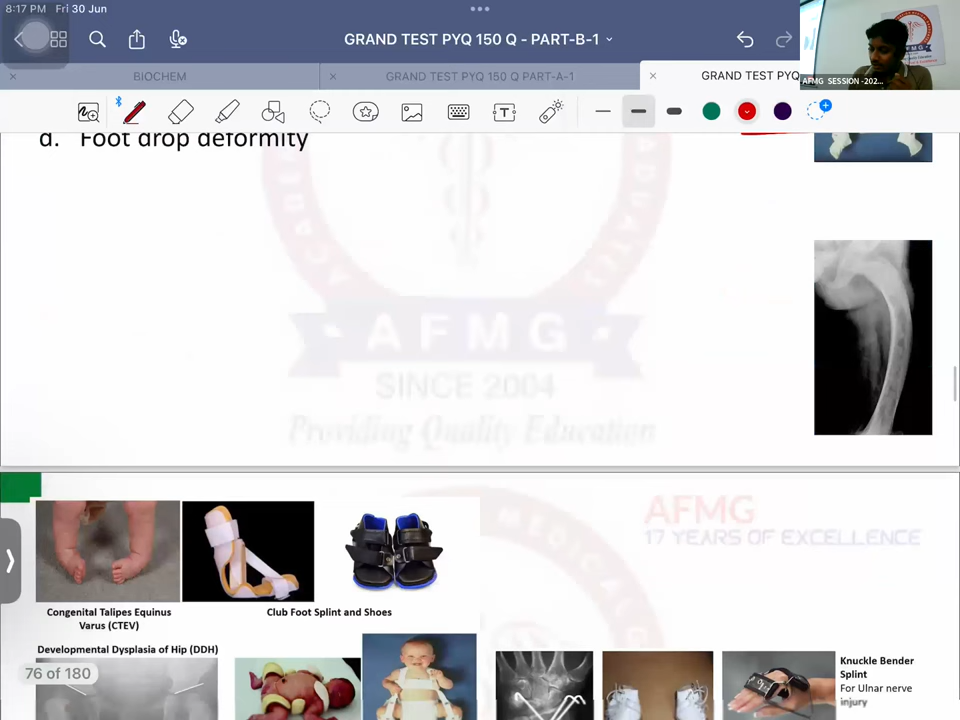 8:17 PM Fri 30 Jun
GRAND TEST PYQ 150 Q - PART-B-1
AFMG SESSION -202...
BIOCHEM
GRAND TEST PYQ 150 Q PART-A-1
GRAND TEST PYQ
d. Foot drop deformity
AFMG
SINCE 2004
Providing Quality Education
AFMG
17 YEARS OF EXCELLENCE
Congenital Talipes Equinus
Varus (CTEV)
Club Foot Splint and Shoes
Developmental Dysplasia of Hip (DDH)
76 of 180
Knuckle Bender
Splint
For Ulnar nerve
injury